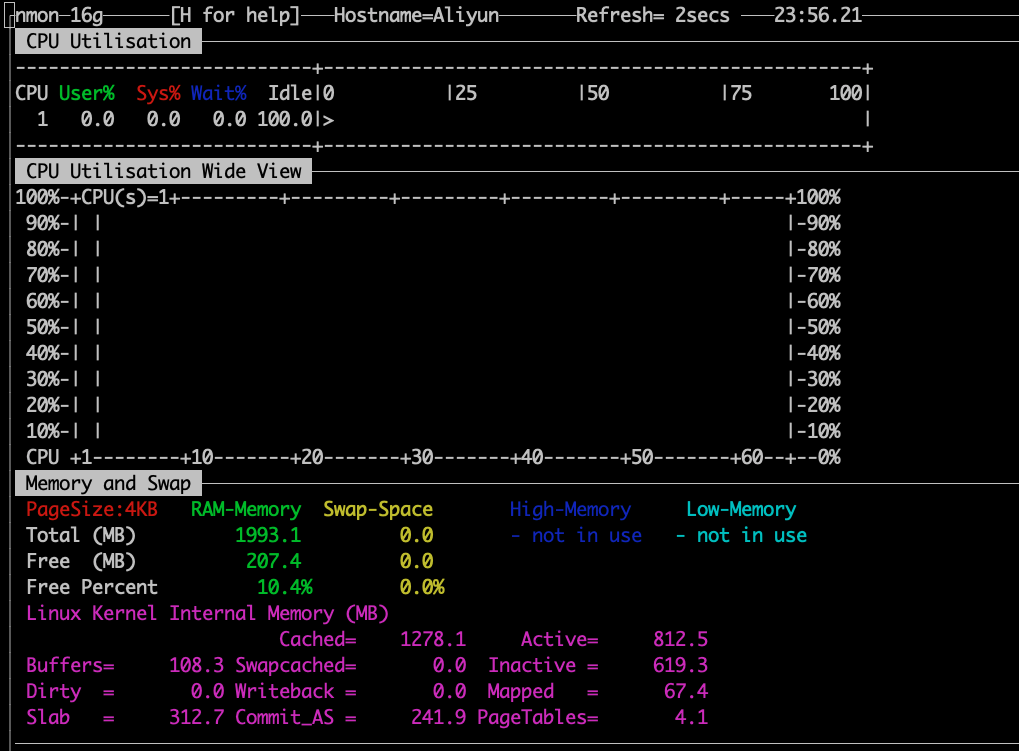 nmon─16g──────[H for help]───Hostname=Aliyun───────Refresh= 2secs ───23:56.21─
CPU Utilisation
---------------------------+-------------------------------------------------+
CPU User%  Sys% Wait%  Idle|0          |25         |50          |75       100|
  1   0.0   0.0   0.0 100.0|>                                                |
---------------------------+-------------------------------------------------+
CPU Utilisation Wide View
100%-+CPU(s)=1+---------+---------+---------+---------+---------+-----+100%
 90%-| |                                                              |-90%
 80%-| |                                                              |-80%
 70%-| |                                                              |-70%
 60%-| |                                                              |-60%
 50%-| |                                                              |-50%
 40%-| |                                                              |-40%
 30%-| |                                                              |-30%
 20%-| |                                                              |-20%
 10%-| |                                                              |-10%
 CPU +1--------+10-------+20-------+30-------+40-------+50-------+60--+--0%
Memory and Swap
 PageSize:4KB   RAM-Memory  Swap-Space       High-Memory     Low-Memory
 Total (MB)         1993.1         0.0       - not in use   - not in use
 Free  (MB)          207.4         0.0
 Free Percent         10.4%        0.0%
 Linux Kernel Internal Memory (MB)
                        Cached=    1278.1     Active=     812.5
 Buffers=     108.3 Swapcached=       0.0  Inactive =     619.3
 Dirty  =       0.0 Writeback =       0.0  Mapped   =      67.4
 Slab   =     312.7 Commit_AS =     241.9 PageTables=       4.1